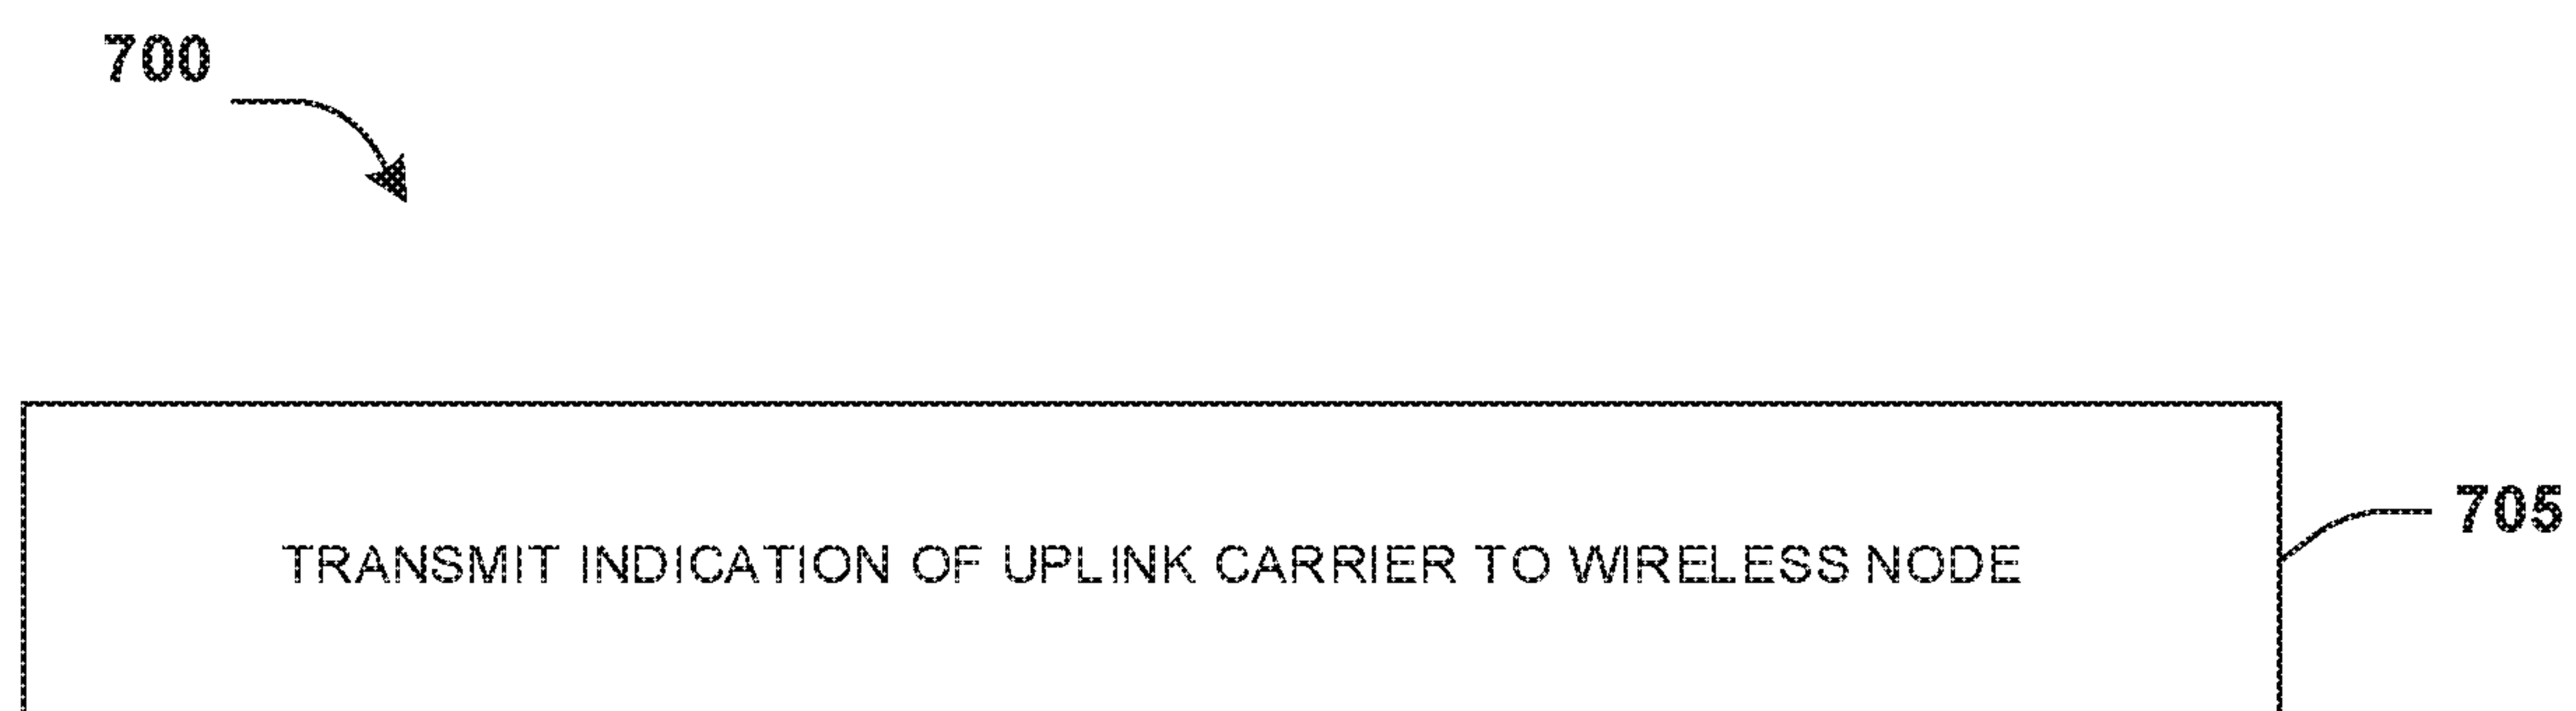 700
705
TRANSMIT INDICATION OF UPLINK CARRIER TO WIRELESS NODE